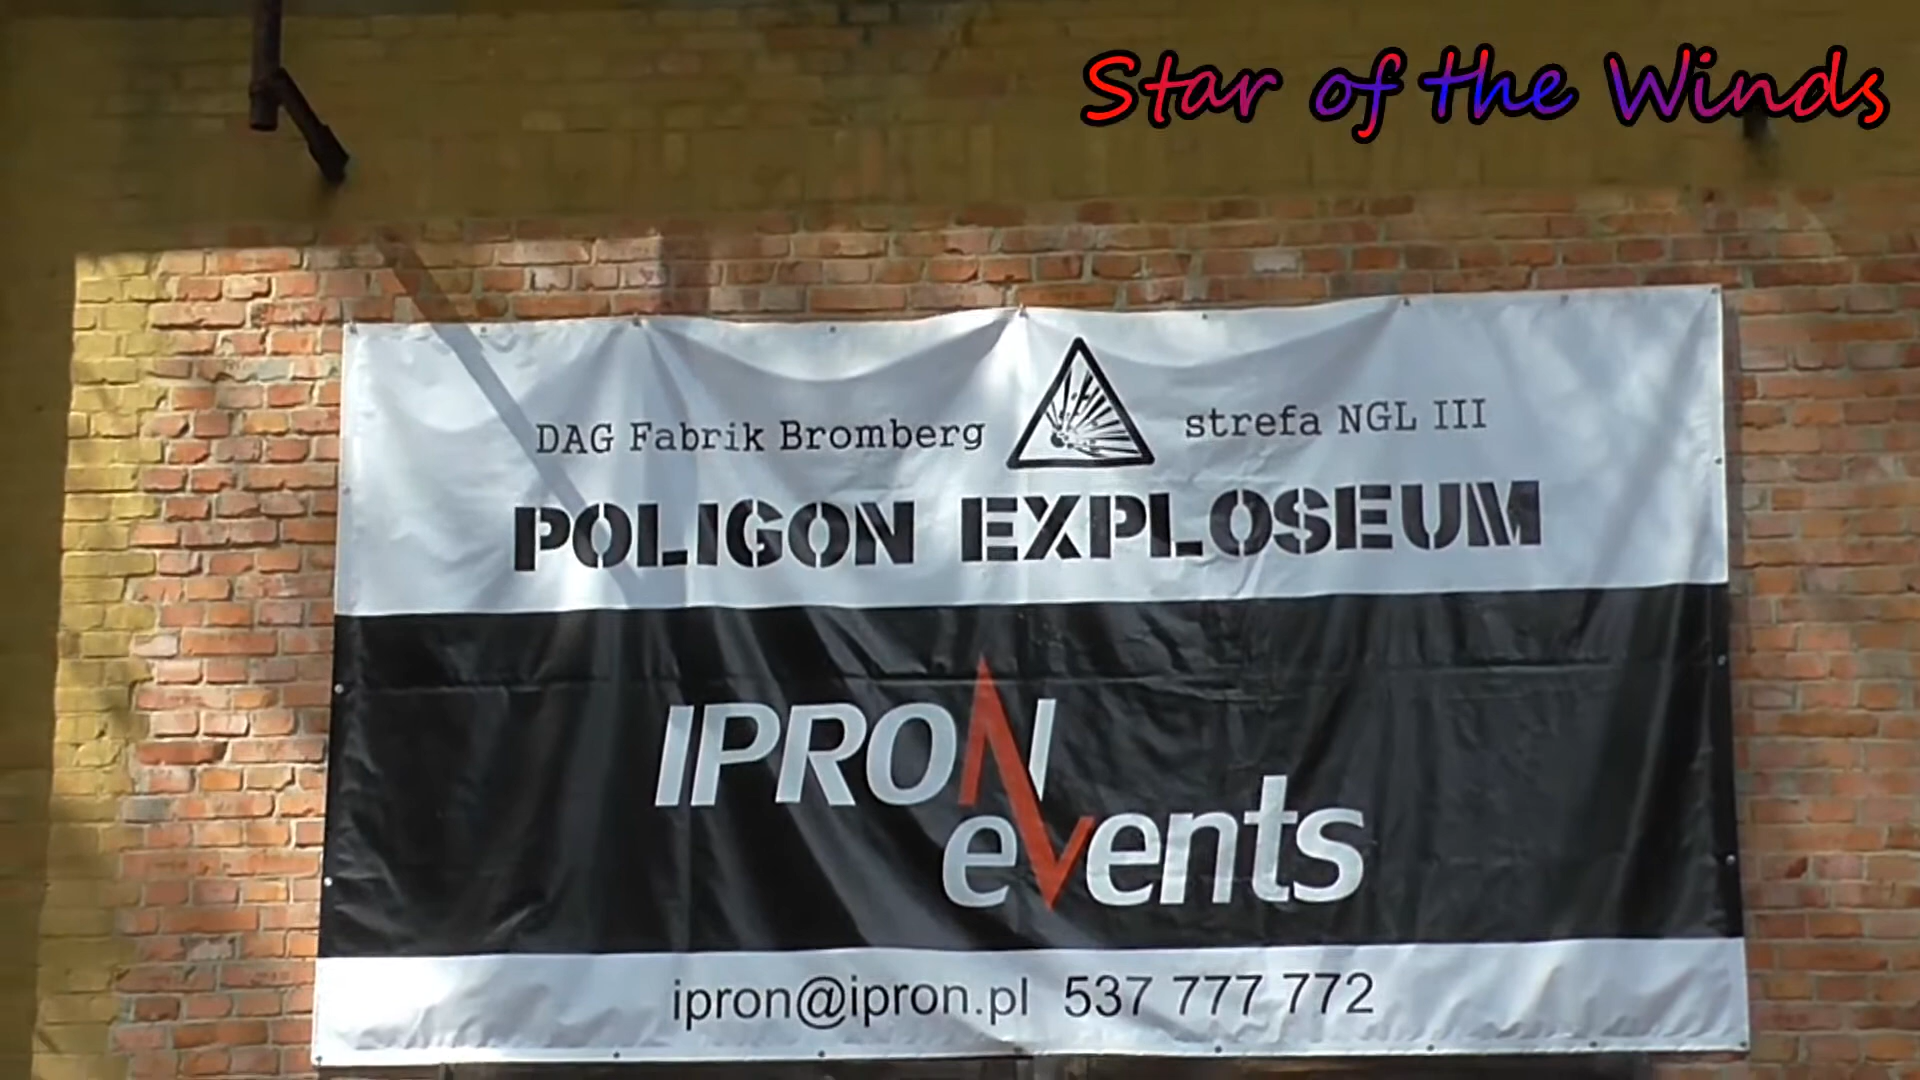 Star of the Winds
DAG Fabrik Bromberg strefa NGL III
POLIGON EXPLOSEUM
IPRON
eVents
ipron@ipron.pl 537 777 772